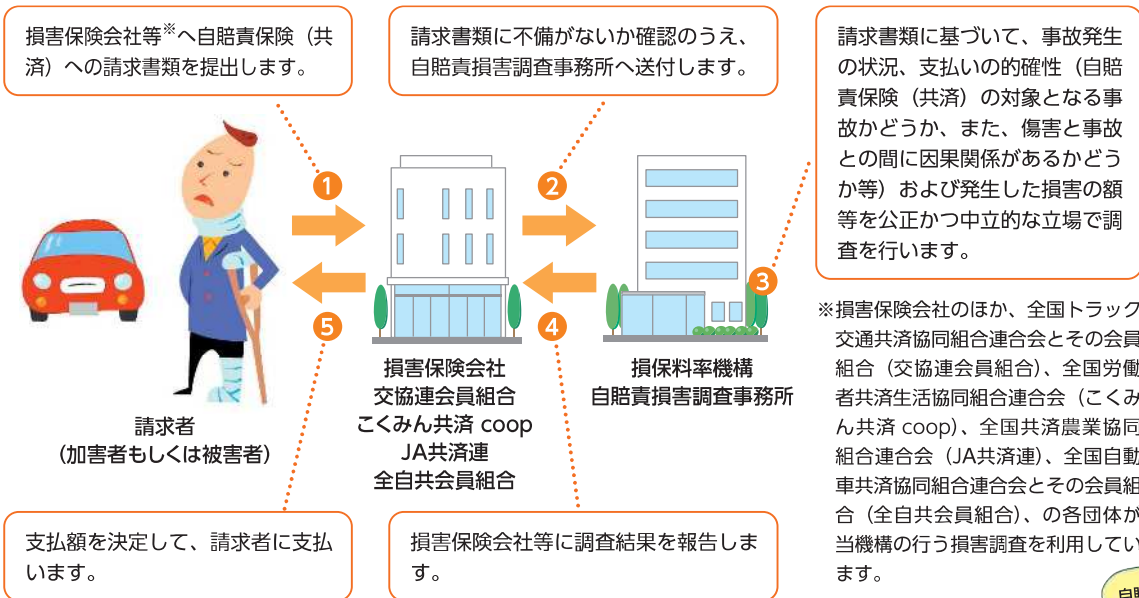 損害保険会社等※へ自賠責保険（共
済）への請求書類を提出します。
請求書類に不備がないか確認のうえ、
自賠責損害調査事務所へ送付します。
請求書類に基づいて、事故発生
の状況、支払いの的確性（自賠
責保険（共済）の対象となる事
故かどうか、また、傷害と事故
との間に因果関係があるかどう
か等）および発生した損害の額
等を公正かつ中立的な立場で調
査を行います。
1
2
3
4
5
請求者
（加害者もしくは被害者）
損害保険会社
交協連会員組合
こくみん共済 coop
JA共済連
全自共会員組合
損保料率機構
自賠責損害調査事務所
※損害保険会社のほか、全国トラック
交通共済協同組合連合会とその会員
組合（交協連会員組合）、全国労働
者共済生活協同組合連合会（こくみ
ん共済 coop）、全国共済農業協同
組合連合会（JA共済連）、全国自動
車共済協同組合連合会とその会員組
合（全自共会員組合）、の各団体が
当機構の行う損害調査を利用してい
ます。
支払額を決定して、請求者に支払
います。
損害保険会社等に調査結果を報告しま
す。